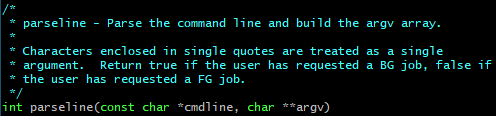 /*
 * parseline - Parse the command line and build the argv array.
 *
 * Characters enclosed in single quotes are treated as a single
 * argument.  Return true if the user has requested a BG job, false if
 * the user has requested a FG job.
 */
int parseline(const char *cmdline, char **argv)